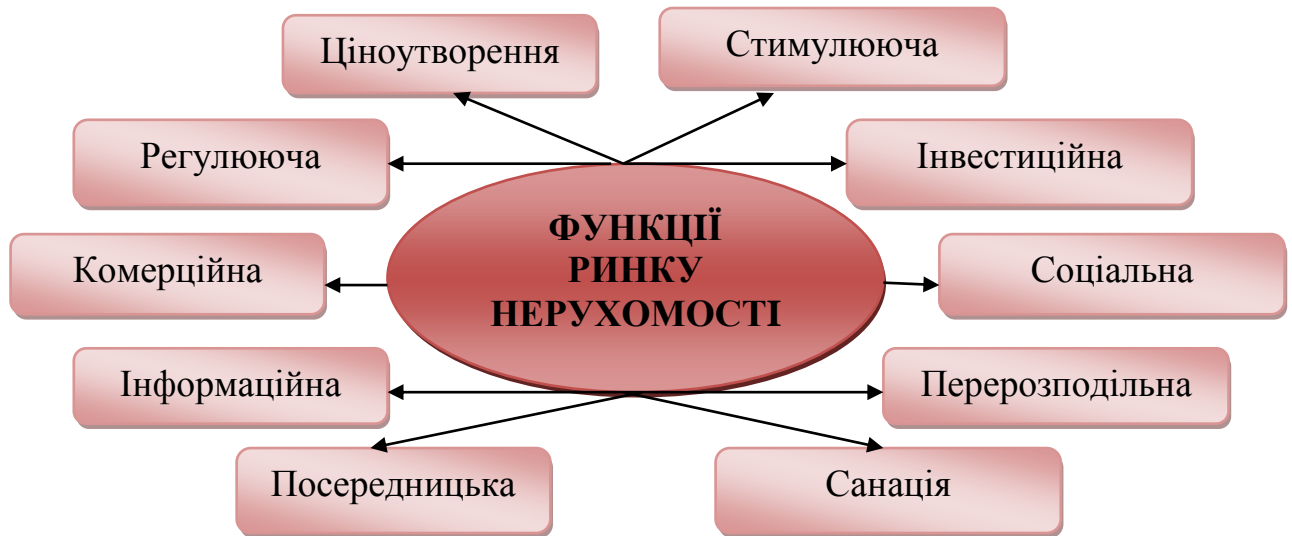 Ціноутворення
Стимулююча
Регулююча
Інвестиційна
ФУНКЦІЇ
РИНКУ
НЕРУХОМОСТІ
Комерційна
Соціальна
Інформаційна
Перерозподільна
Посередницька
Санація